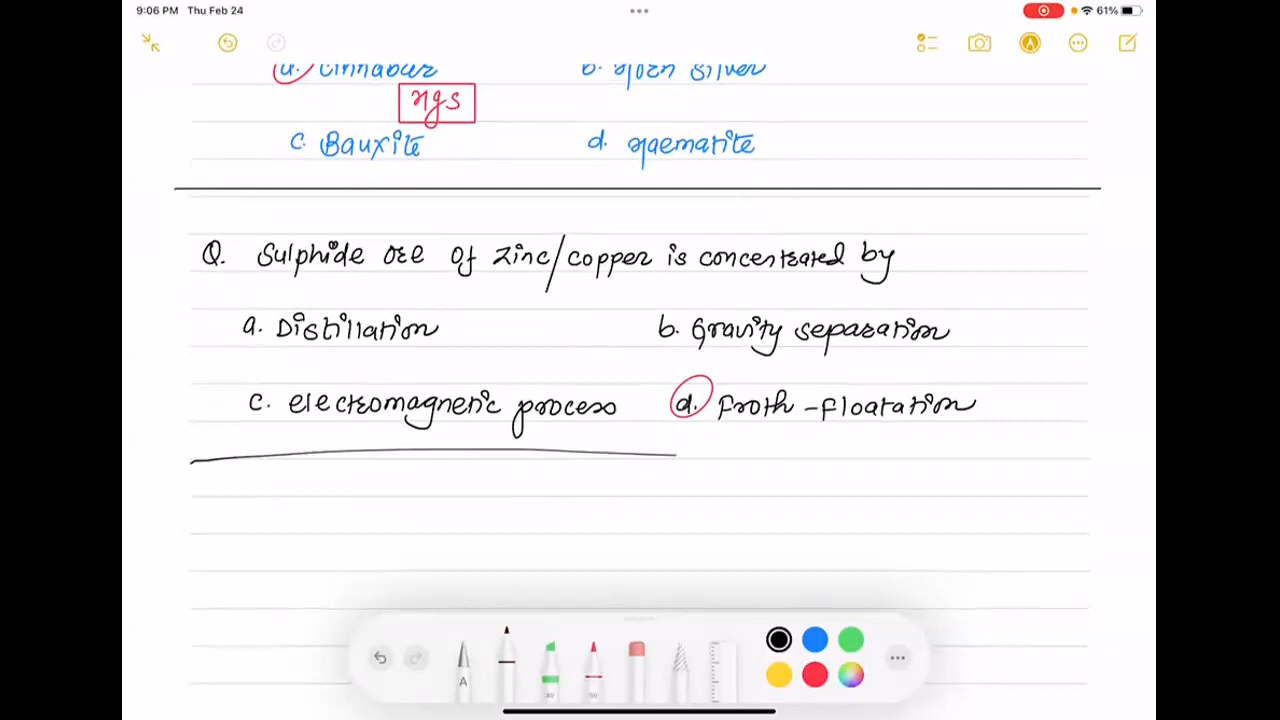 9:06 PM Thu Feb 24
61%
a. Cinnabar b. Horn silver
HgS
c. Bauxite d. Haematite
Q. Sulphide ore of Zinc/copper is concentrated by
a. Distillation b. Gravity separation
c. electromagnetic process d. Froth-Floatation
A